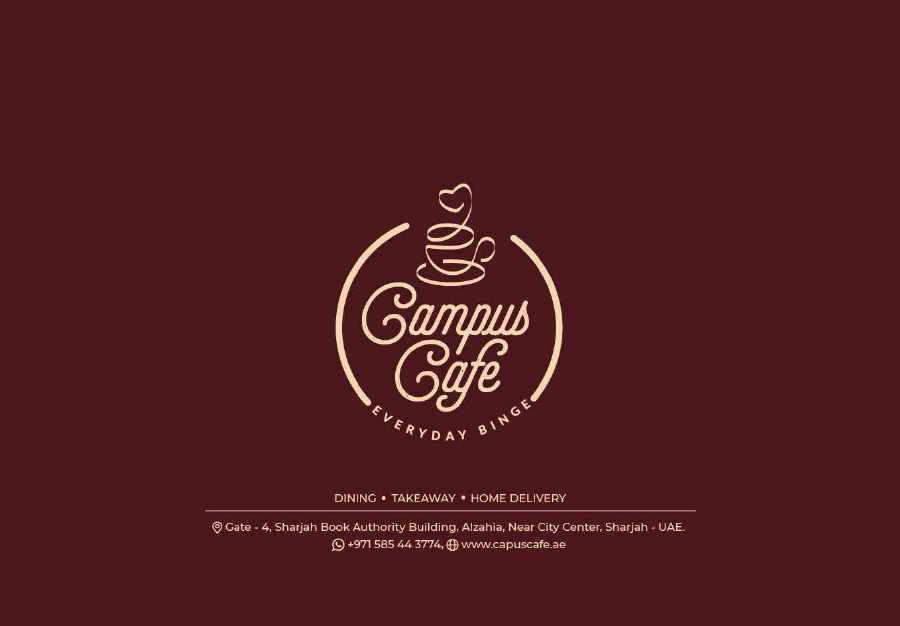 Campus
Cafe
EVERYDAY BINGE
DINING • TAKEAWAY • HOME DELIVERY
Gate - 4, Sharjah Book Authority Building, Alzahia, Near City Center, Sharjah - UAE.
+971 585 44 3774, www.capuscafe.ae